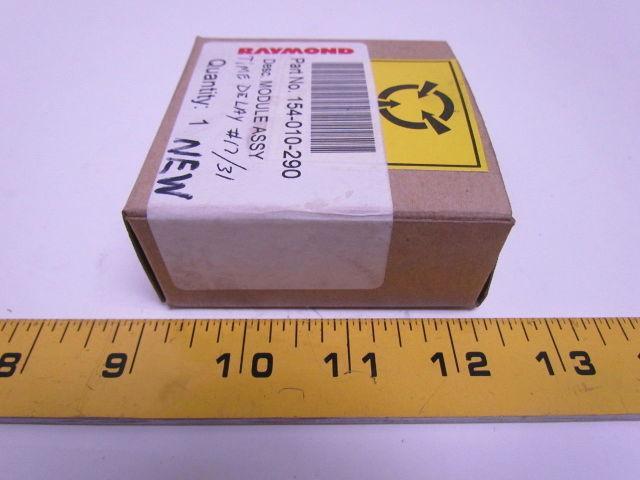 RAYMOND
Part No. 154-010-290
Desc. MODULE ASSY
TIME DELAY #17/31
Quantity: 1 NEW
8 9 10 11 12 13